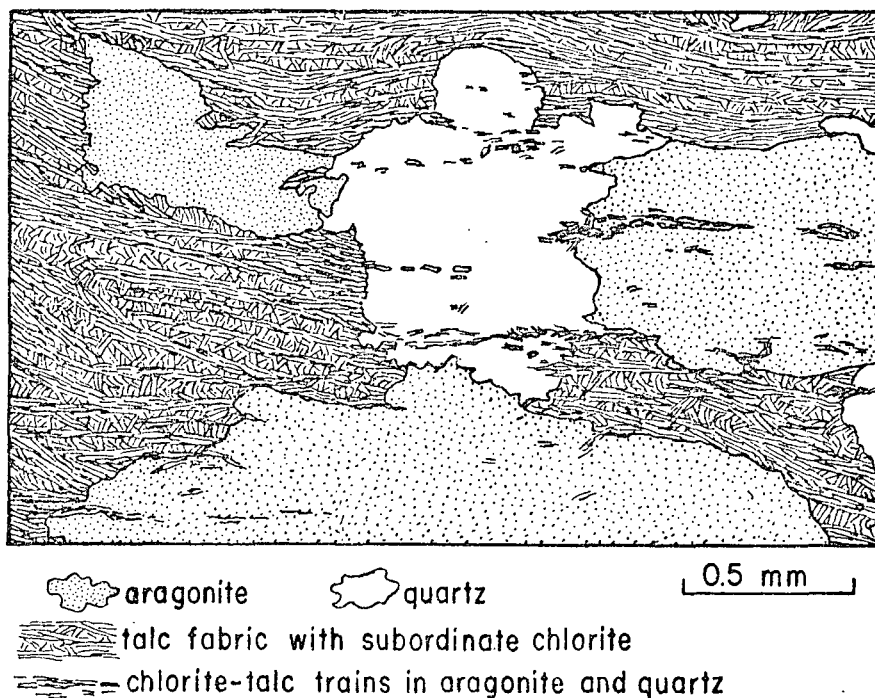 0.5 mm
aragonite quartz
talc fabric with subordinate chlorite
chlorite-talc trains in aragonite and quartz